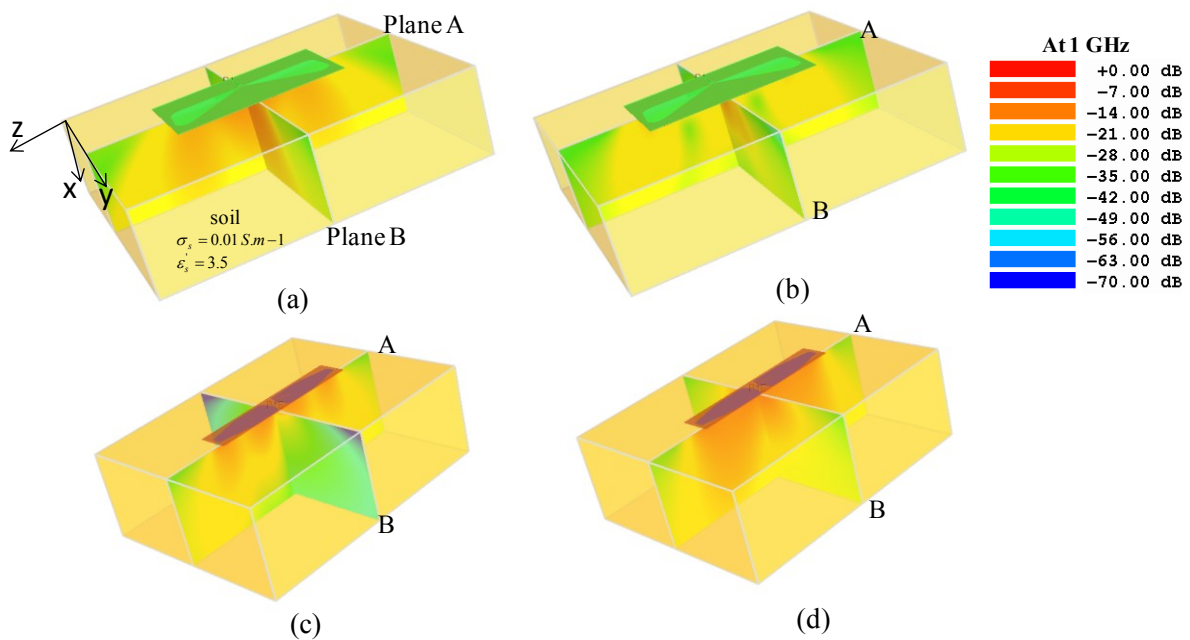 Plane A
z
x
y
soil
σs = 0.01 S.m−1
ε's = 3.5
Plane B
(a)
A
B
(b)
At 1 GHz
+0.00 dB
−7.00 dB
−14.00 dB
−21.00 dB
−28.00 dB
−35.00 dB
−42.00 dB
−49.00 dB
−56.00 dB
−63.00 dB
−70.00 dB
A
B
(c)
A
B
(d)